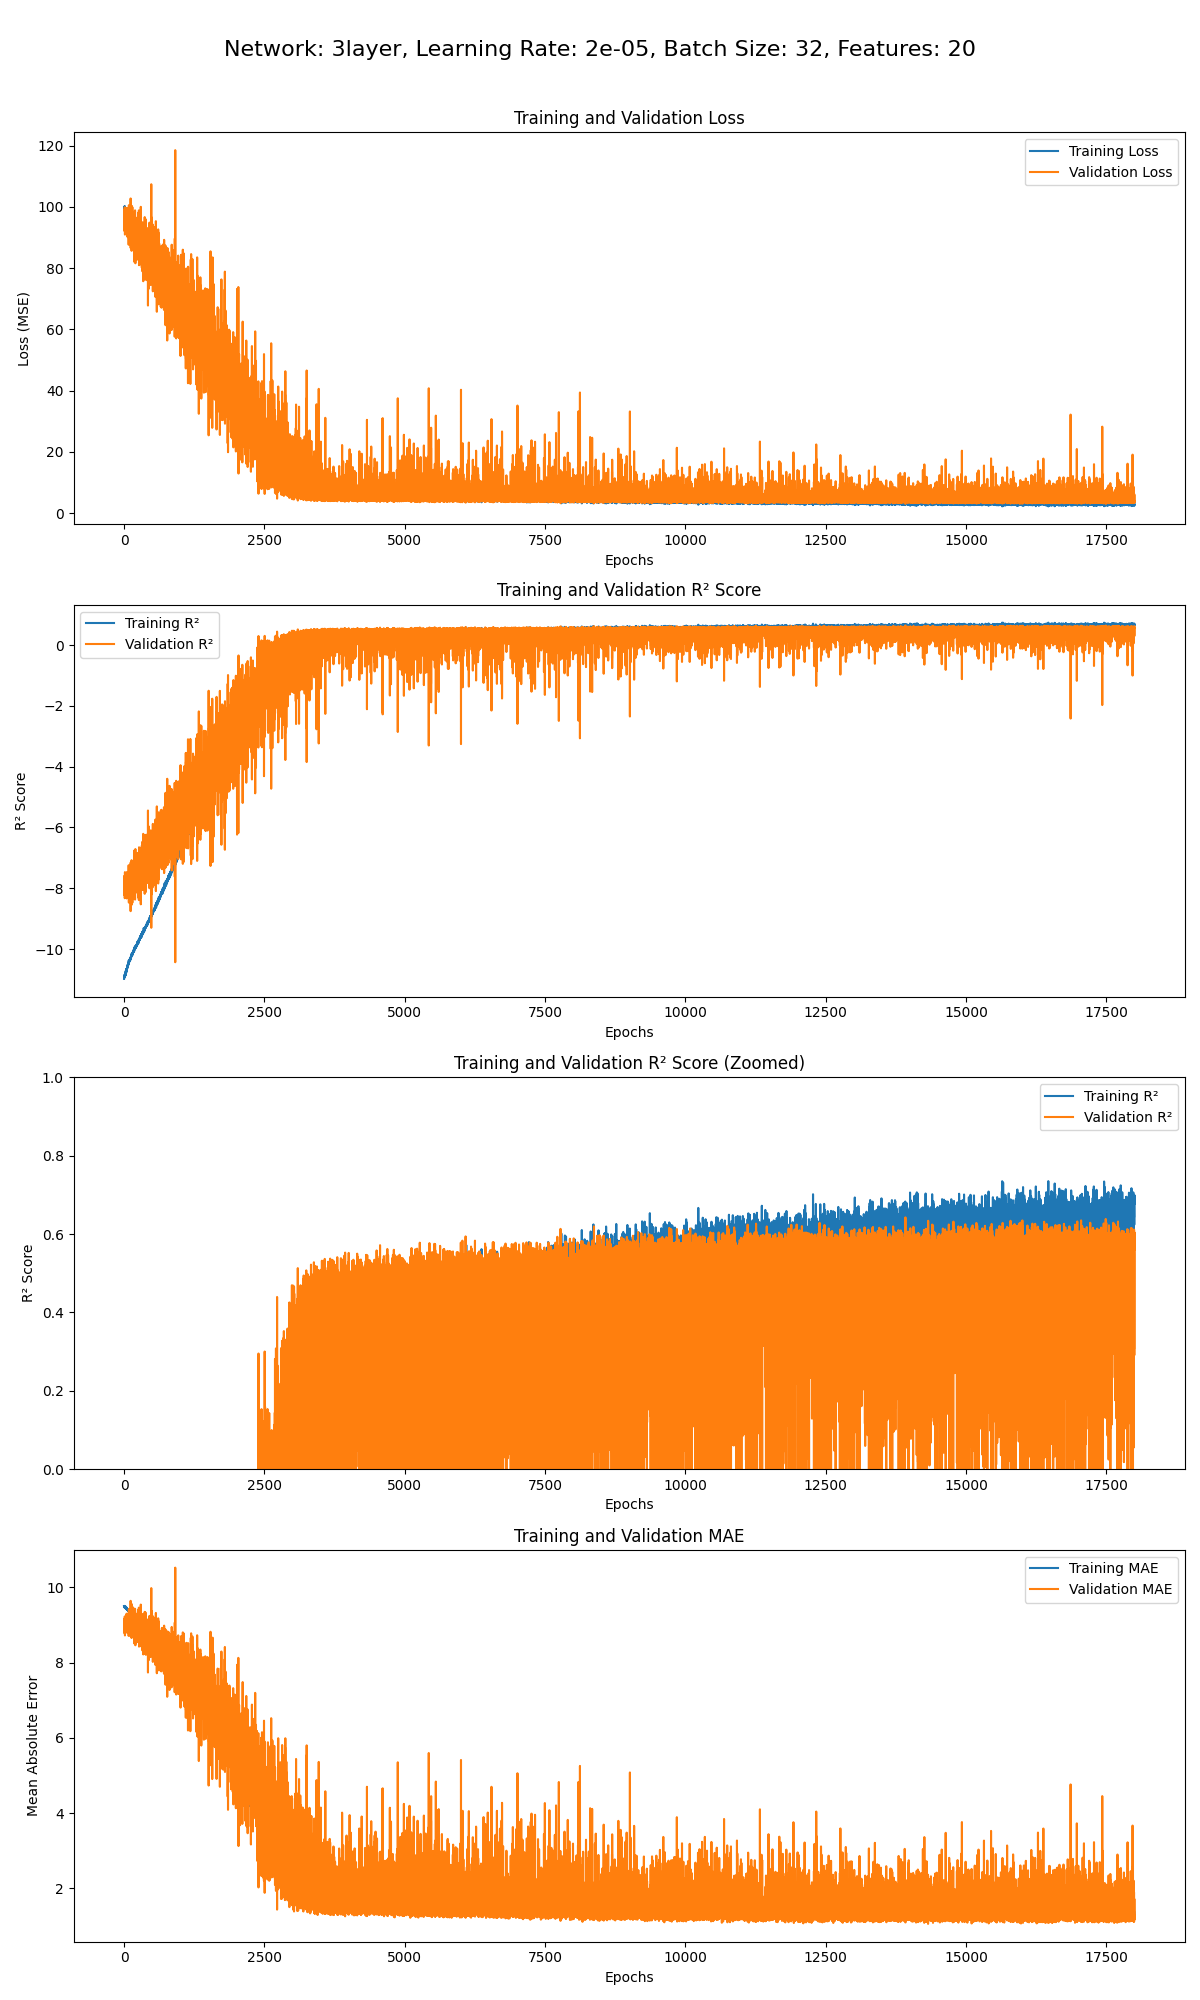 Network: 3layer, Learning Rate: 2e-05, Batch Size: 32, Features: 20
Training and Validation Loss
120
100
80
60
40
20
0
Loss (MSE)
Training Loss
Validation Loss
0 2500 5000 7500 10000 12500 15000 17500
Epochs
Training and Validation R² Score
0
−2
−4
−6
−8
−10
R² Score
Training R²
Validation R²
0 2500 5000 7500 10000 12500 15000 17500
Epochs
Training and Validation R² Score (Zoomed)
1.0
0.8
0.6
0.4
0.2
0.0
R² Score
Training R²
Validation R²
0 2500 5000 7500 10000 12500 15000 17500
Epochs
Training and Validation MAE
10
8
6
4
2
Mean Absolute Error
Training MAE
Validation MAE
0 2500 5000 7500 10000 12500 15000 17500
Epochs